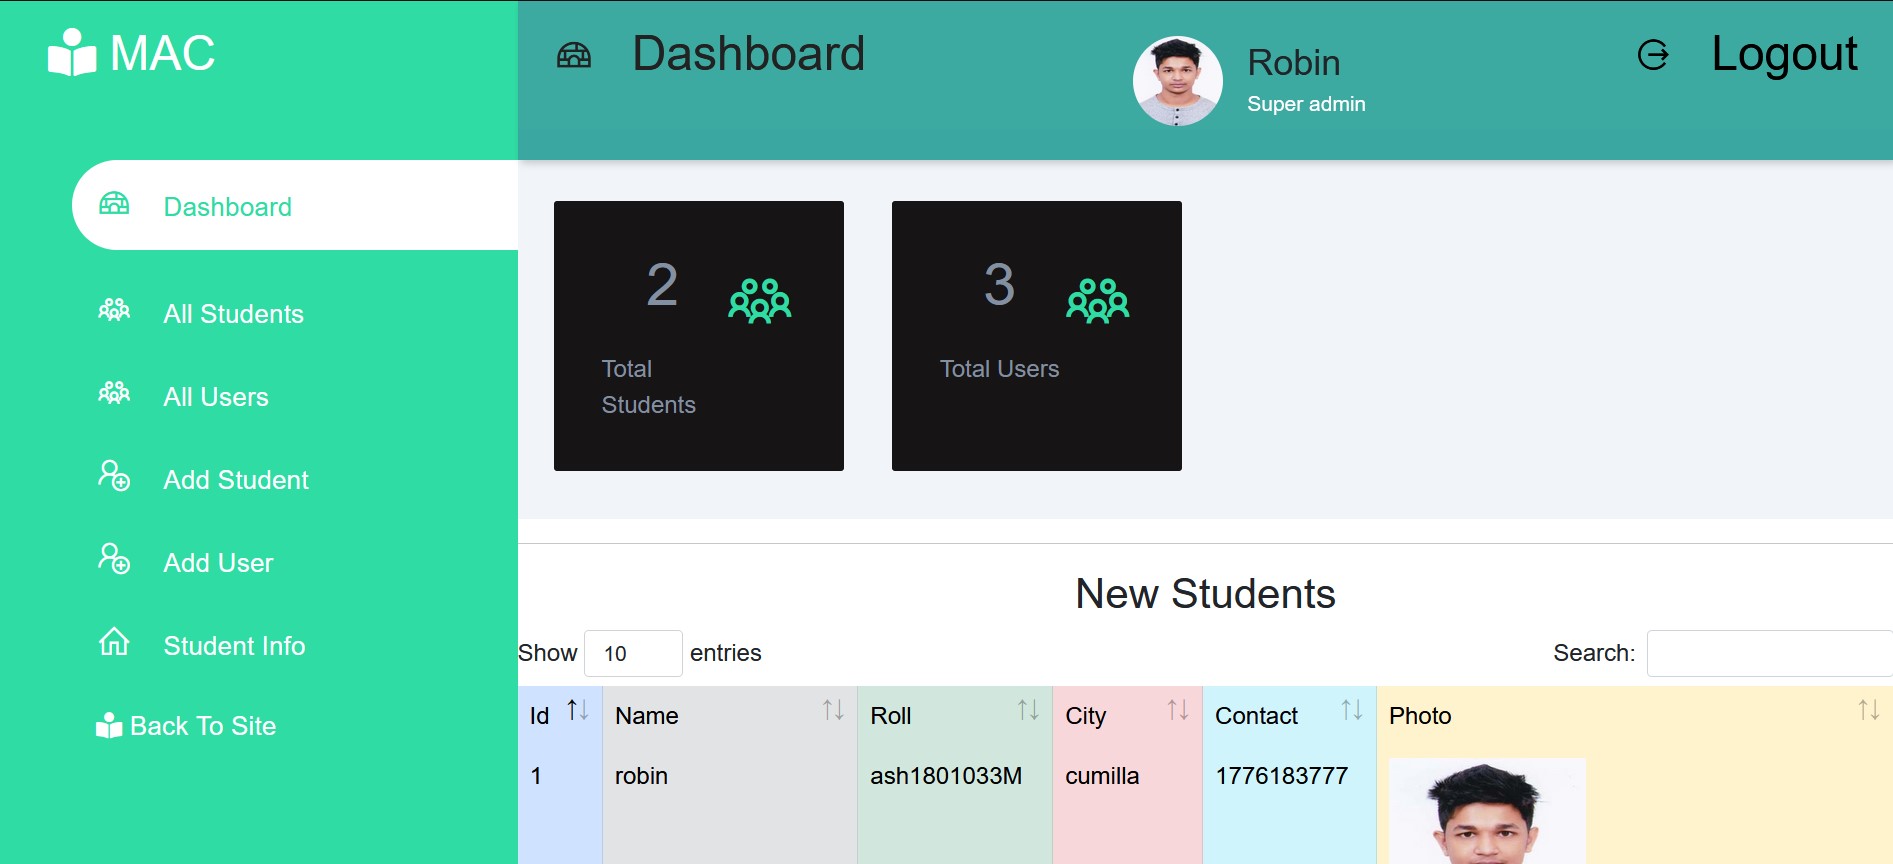 MAC
Dashboard
Robin
Super admin
Logout
Dashboard
All Students
All Users
Add Student
Add User
Student Info
Back To Site
2
Total
Students
3
Total Users
New Students
Show 10 entries
Search:
Id Name Roll City Contact Photo
1 robin ash1801033M cumilla 1776183777